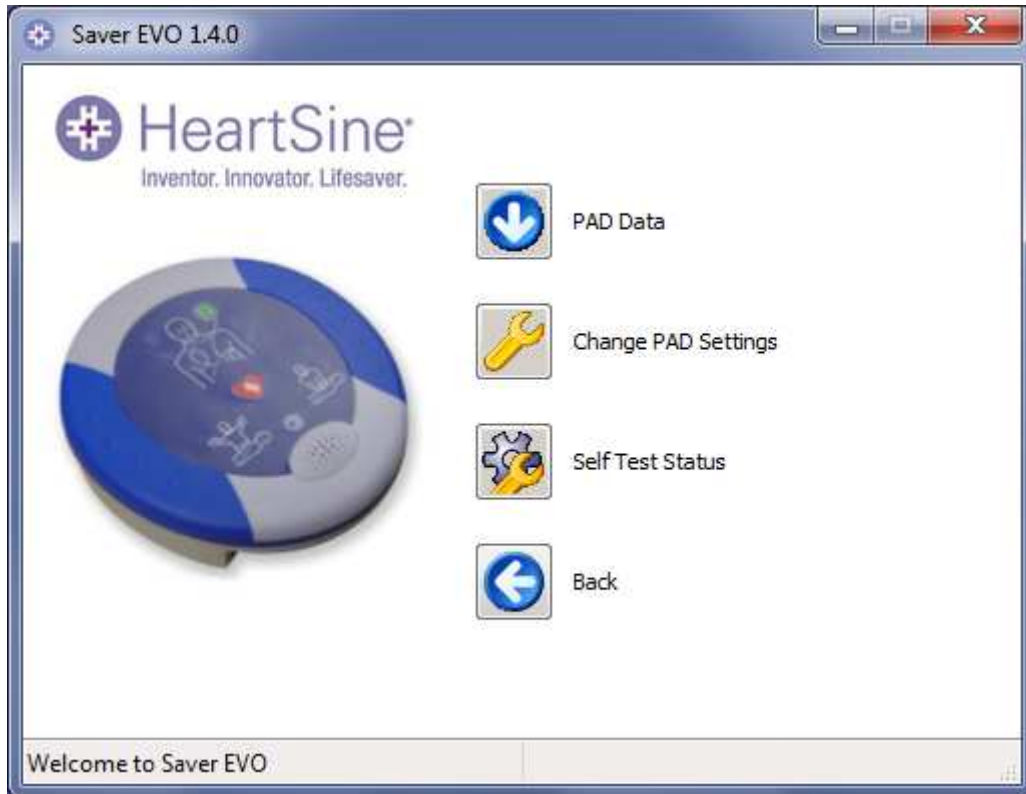 Saver EVO 1.4.0
HeartSine
Inventor. Innovator. Lifesaver.
PAD Data
Change PAD Settings
Self Test Status
Back
Welcome to Saver EVO